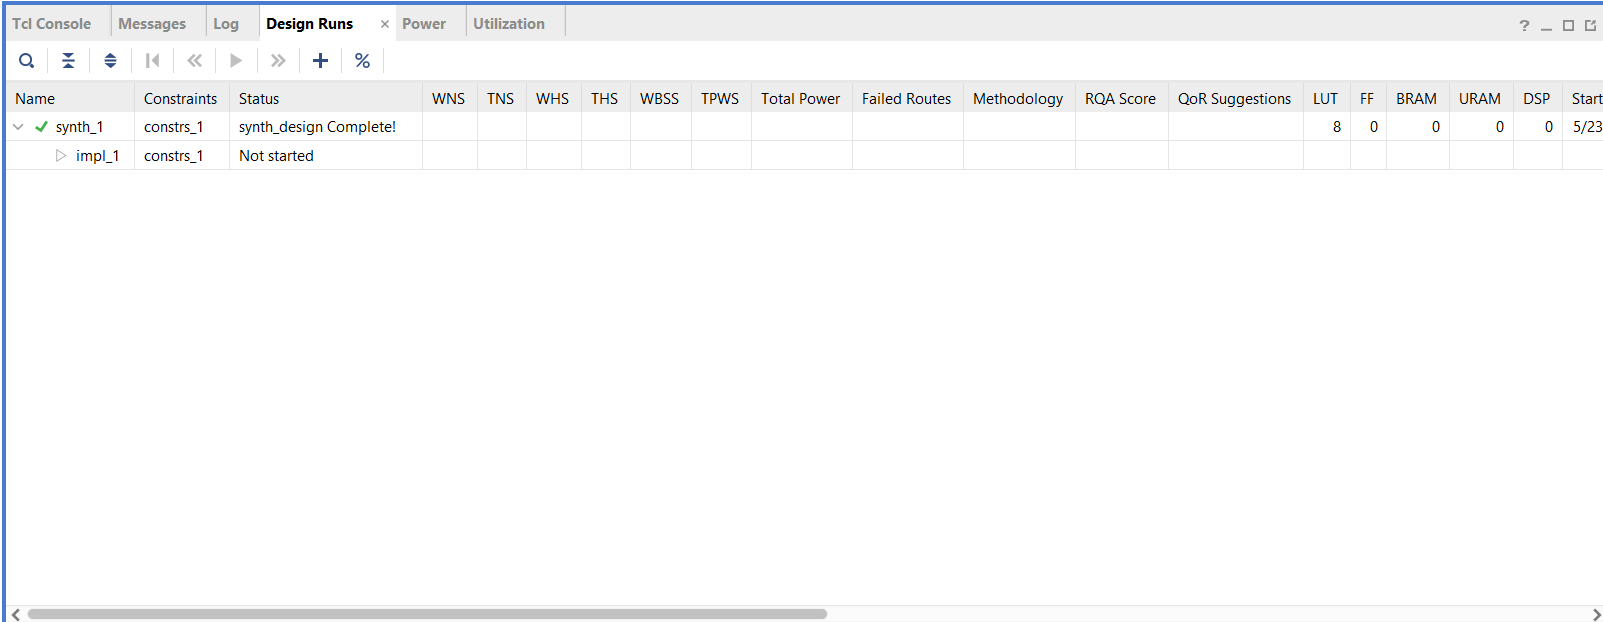 Tcl Console Messages Log Design Runs × Power Utilization ?
%
Name Constraints Status WNS TNS WHS THS WBSS TPWS Total Power Failed Routes Methodology RQA Score QoR Suggestions LUT FF BRAM URAM DSP Start
synth_1 constrs_1 synth_design Complete! 8 0 0 0 0 5/23
impl_1 constrs_1 Not started